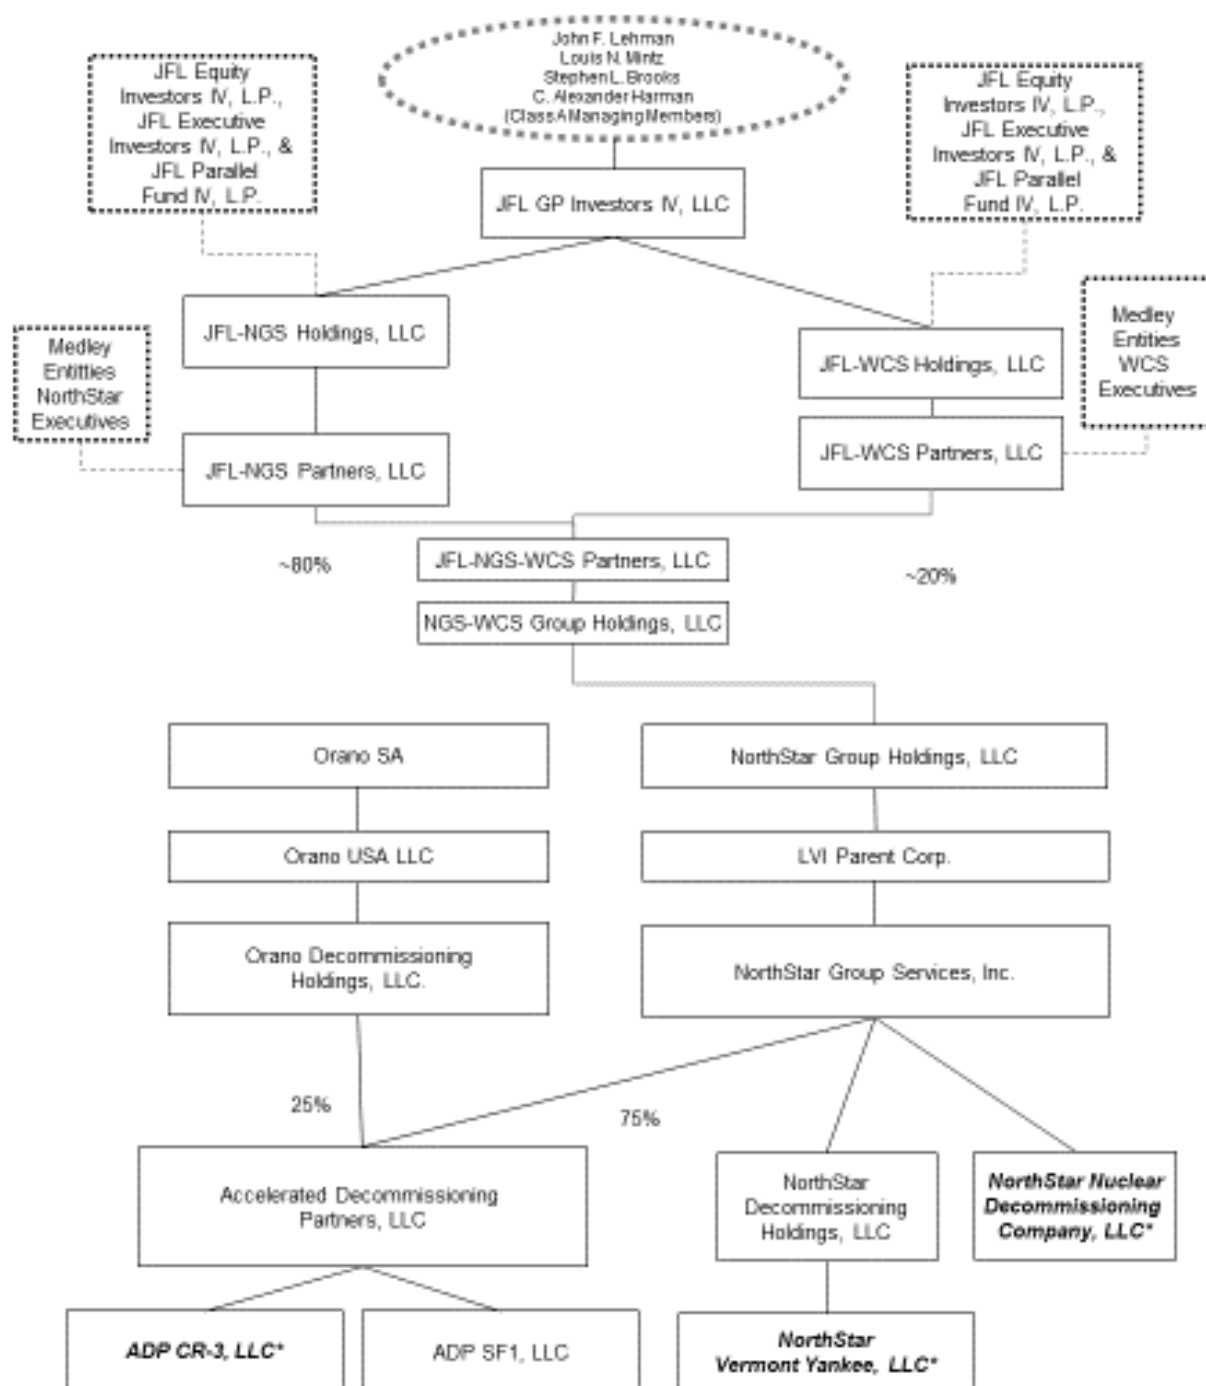 John F. Lehman
Louis N. Mintz
Stephen L. Brooks
C. Alexander Harman
(Class A Managing Members)
JFL Equity
Investors IV, L.P.,
JFL Executive
Investors IV, L.P., &
JFL Parallel
Fund IV, L.P.
JFL Equity
Investors IV, L.P.,
JFL Executive
Investors IV, L.P., &
JFL Parallel
Fund IV, L.P.
JFL GP Investors IV, LLC
JFL-NGS Holdings, LLC
JFL-WCS Holdings, LLC
Medley
Entitties
NorthStar
Executives
Medley
Entities
WCS
Executives
JFL-NGS Partners, LLC
JFL-WCS Partners, LLC
~80%
JFL-NGS-WCS Partners, LLC
~20%
NGS-WCS Group Holdings, LLC
Orano SA
NorthStar Group Holdings, LLC
Orano USA LLC
LVI Parent Corp.
Orano Decommissioning
Holdings, LLC.
NorthStar Group Services, Inc.
25%
75%
Accelerated Decommissioning
Partners, LLC
NorthStar
Decommissioning
Holdings, LLC
NorthStar Nuclear
Decommissioning
Company, LLC*
ADP CR-3, LLC*
ADP SF1, LLC
NorthStar
Vermont Yankee, LLC*